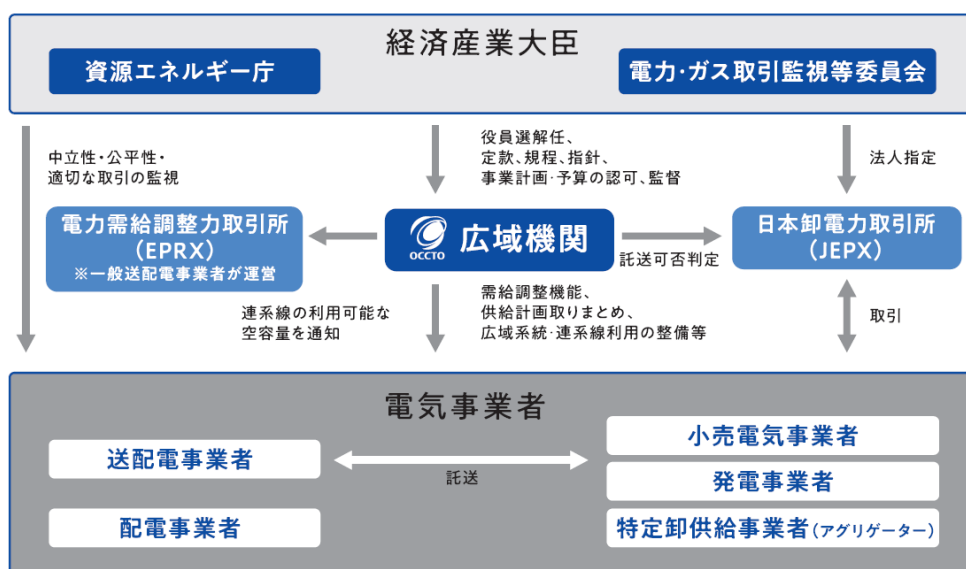 経済産業大臣
資源エネルギー庁
電力・ガス取引監視等委員会
中立性・公平性・
適切な取引の監視
役員選解任、
定款、規程、指針、
事業計画・予算の認可、監督
法人指定
電力需給調整力取引所
（EPRX）
※一般送配電事業者が運営
OCCTO
広域機関
託送可否判定
日本卸電力取引所
（JEPX）
連系線の利用可能な
空容量を通知
需給調整機能、
供給計画取りまとめ、
広域系統・連系線利用の整備等
取引
電気事業者
送配電事業者
配電事業者
託送
小売電気事業者
発電事業者
特定卸供給事業者（アグリゲーター）